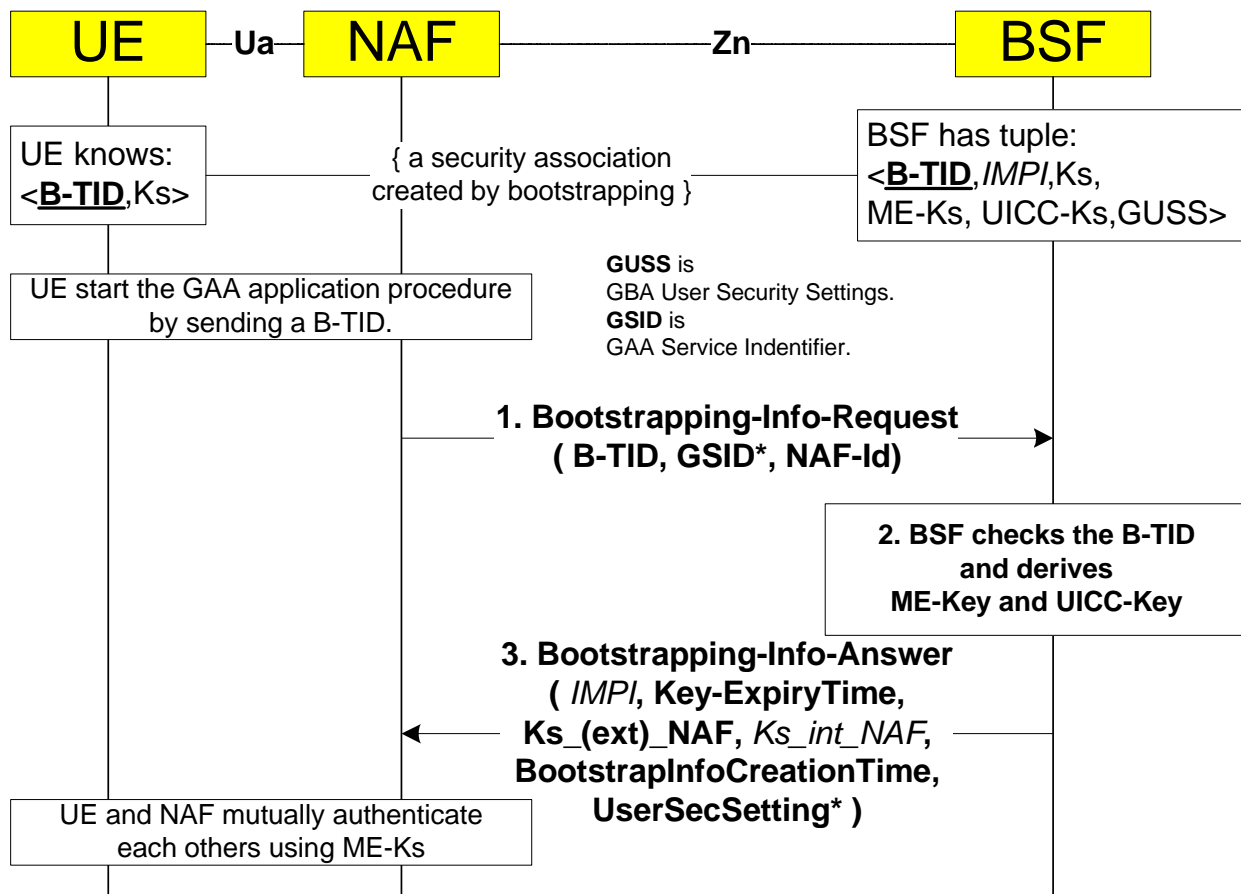 UE
Ua
NAF
Zn
BSF
UE knows:
<B-TID,Ks>
{ a security association
created by bootstrapping }
BSF has tuple:
<B-TID,IMPI,Ks,
ME-Ks, UICC-Ks,GUSS>
UE start the GAA application procedure
by sending a B-TID.
GUSS is
GBA User Security Settings.
GSID is
GAA Service Indentifier.
1. Bootstrapping-Info-Request
( B-TID, GSID*, NAF-Id)
2. BSF checks the B-TID
and derives
ME-Key and UICC-Key
3. Bootstrapping-Info-Answer
( IMPI, Key-ExpiryTime,
Ks_(ext)_NAF, Ks_int_NAF,
BootstrapInfoCreationTime,
UserSecSetting* )
UE and NAF mutually authenticate
each others using ME-Ks